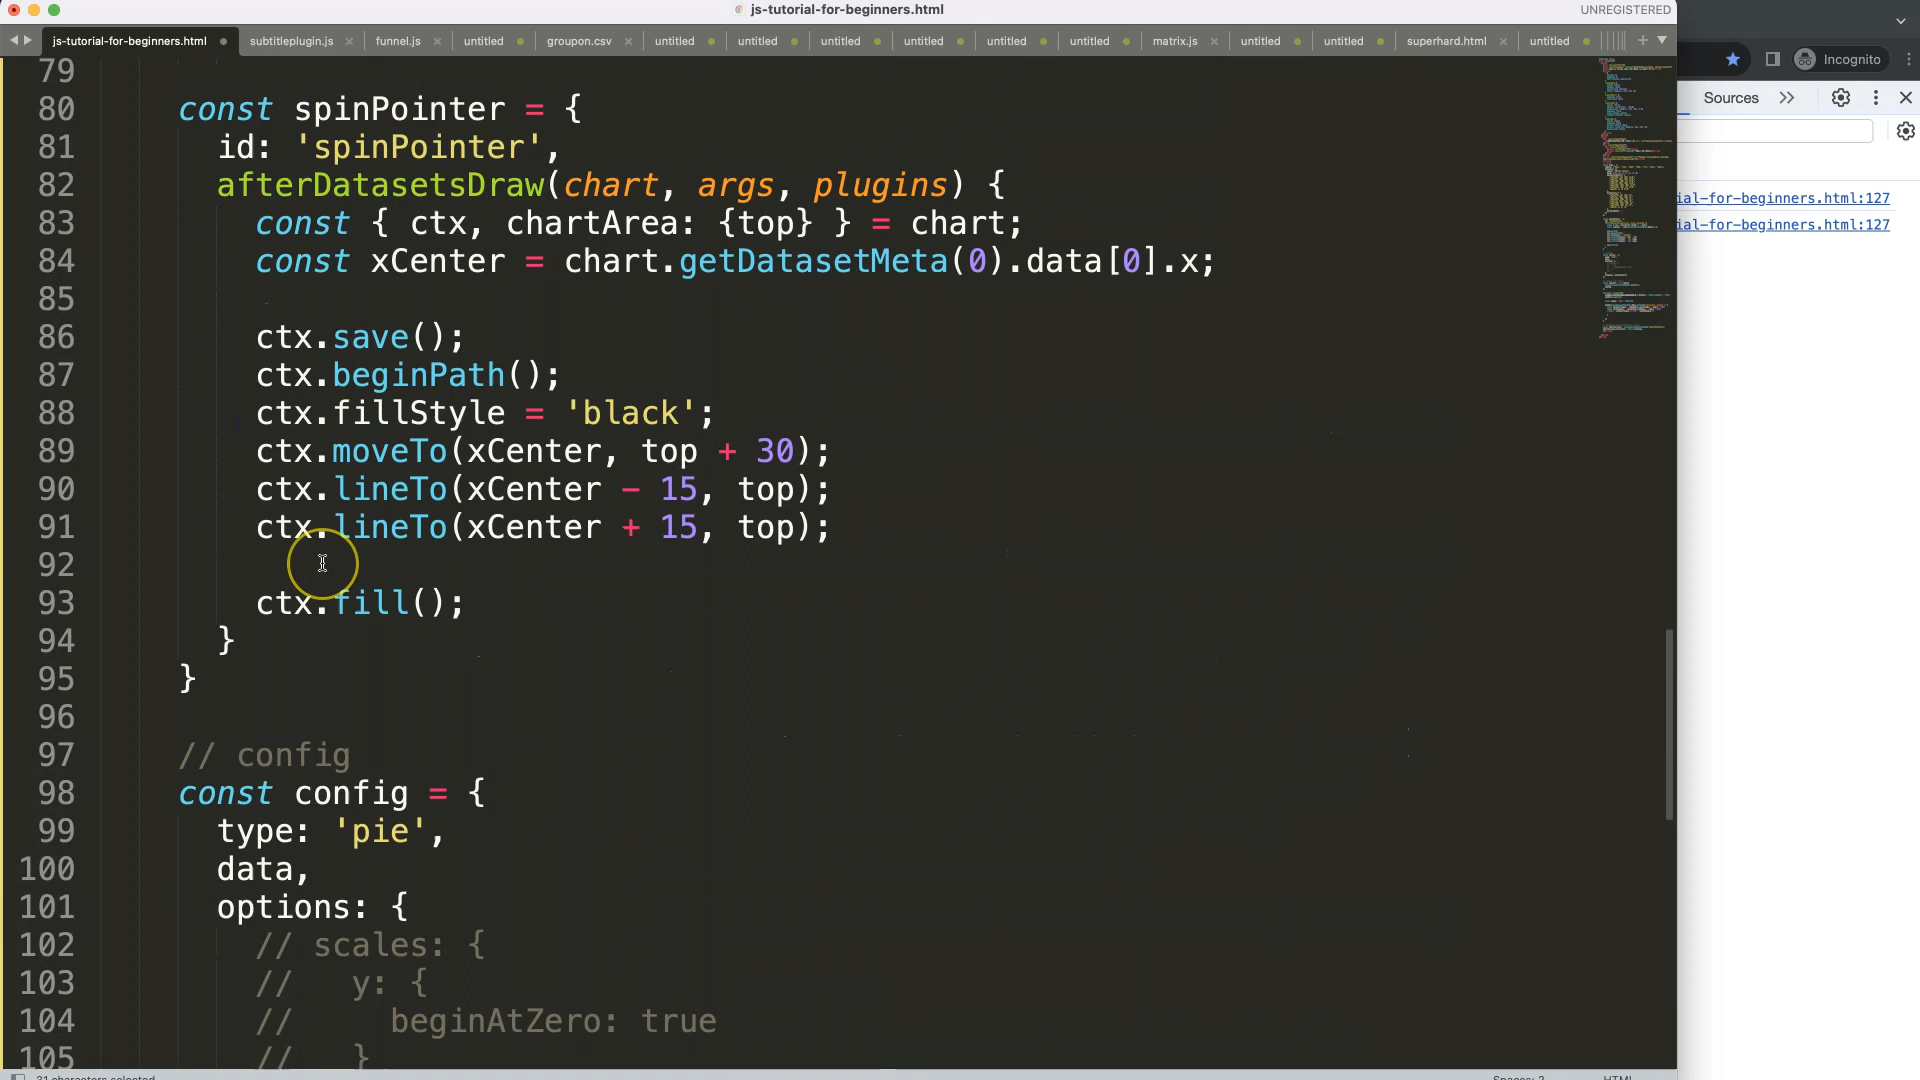 js-tutorial-for-beginners.html
UNREGISTERED
js-tutorial-for-beginners.html subtitleplugin.js funnel.js untitled groupon.csv untitled untitled untitled untitled untitled untitled matrix.js untitled untitled superhard.html untitled
Incognito
Sources
ial-for-beginners.html:127
ial-for-beginners.html:127
79
80 const spinPointer = {
81 id: 'spinPointer',
82 afterDatasetsDraw(chart, args, plugins) {
83 const { ctx, chartArea: {top} } = chart;
84 const xCenter = chart.getDatasetMeta(0).data[0].x;
85
86 ctx.save();
87 ctx.beginPath();
88 ctx.fillStyle = 'black';
89 ctx.moveTo(xCenter, top + 30);
90 ctx.lineTo(xCenter - 15, top);
91 ctx.lineTo(xCenter + 15, top);
92
93 ctx.fill();
94 }
95 }
96
97 // config
98 const config = {
99 type: 'pie',
100 data,
101 options: {
102 // scales: {
103 // y: {
104 // beginAtZero: true
105 // }
31 characters selected
Spaces: 2
HTML